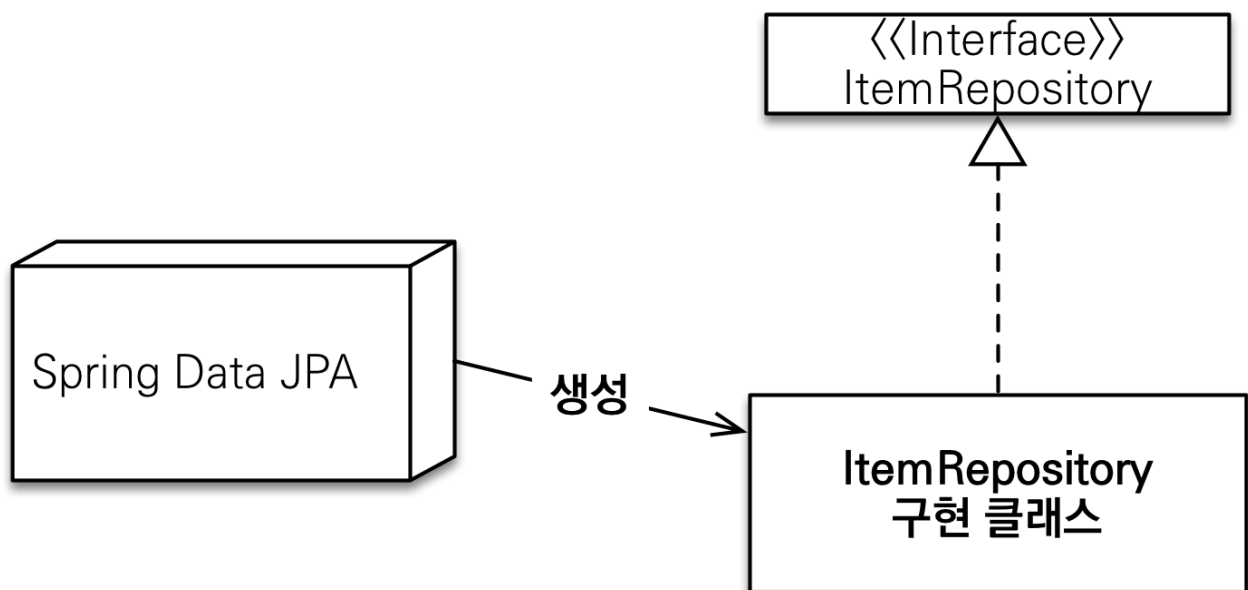 《Interface》
ItemRepository
Spring Data JPA
생성
ItemRepository
구현 클래스